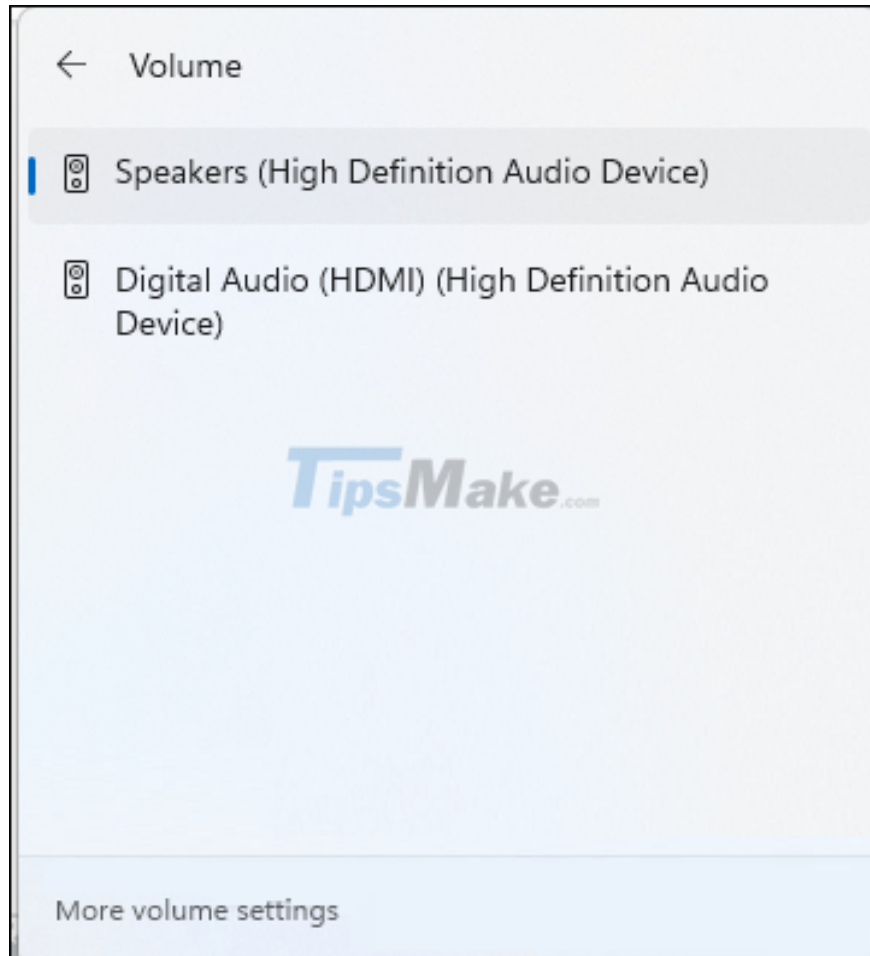 Volume
Speakers (High Definition Audio Device)
Digital Audio (HDMI) (High Definition Audio
Device)
TipsMake.com
More volume settings